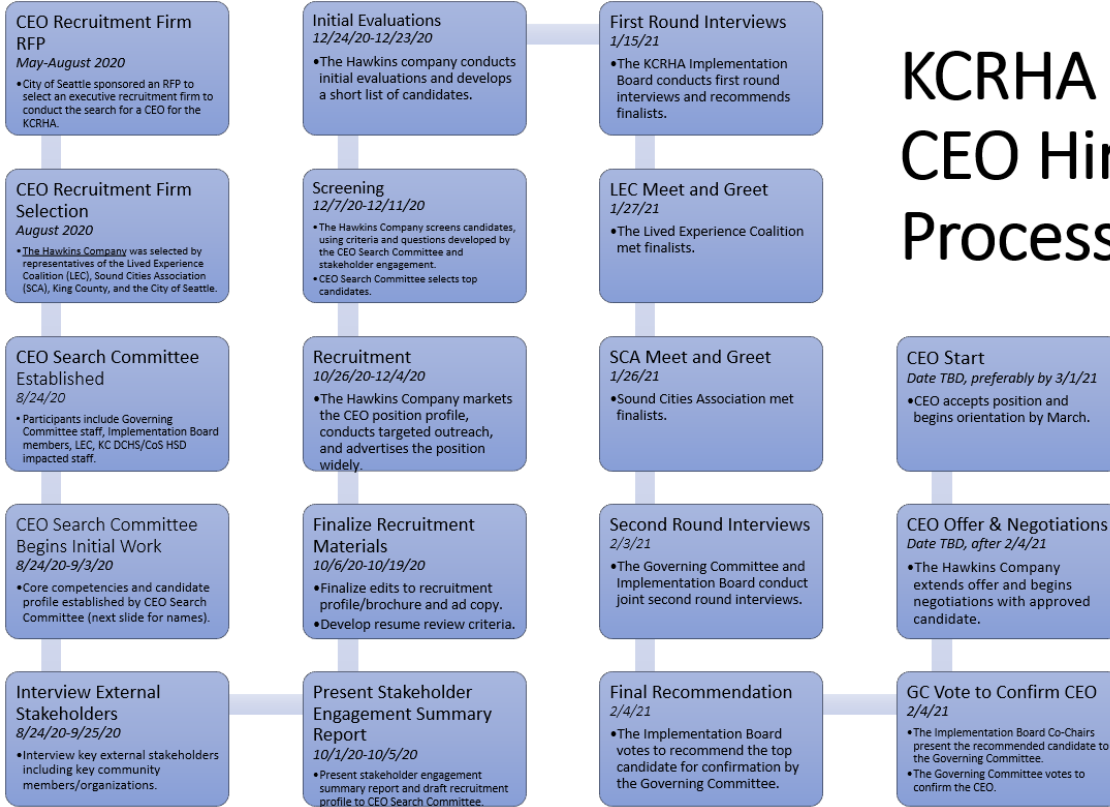 CEO Recruitment Firm
RFP
May-August 2020
•City of Seattle sponsored an RFP to
select an executive recruitment firm to
conduct the search for a CEO for the
KCRHA.
CEO Recruitment Firm
Selection
August 2020
•The Hawkins Company was selected by
representatives of the Lived Experience
Coalition (LEC), Sound Cities Association
(SCA), King County, and the City of Seattle.
CEO Search Committee
Established
8/24/20
•Participants include Governing
Committee staff, Implementation Board
members, LEC, KC DCHS/CoS HSD
impacted staff.
CEO Search Committee
Begins Initial Work
8/24/20-9/3/20
•Core competencies and candidate
profile established by CEO Search
Committee (next slide for names).
Interview External
Stakeholders
8/24/20-9/25/20
•Interview key external stakeholders
including key community
members/organizations.
Present Stakeholder
Engagement Summary
Report
10/1/20-10/5/20
•Present stakeholder engagement
summary report and draft recruitment
profile to CEO Search Committee.
Finalize Recruitment
Materials
10/6/20-10/19/20
•Finalize edits to recruitment
profile/brochure and ad copy.
•Develop resume review criteria.
Recruitment
10/26/20-12/4/20
•The Hawkins Company markets
the CEO position profile,
conducts targeted outreach,
and advertises the position
widely.
Screening
12/7/20-12/11/20
•The Hawkins Company screens candidates,
using criteria and questions developed by
the CEO Search Committee and
stakeholder engagement.
•CEO Search Committee selects top
candidates.
Initial Evaluations
12/24/20-12/23/20
•The Hawkins company conducts
initial evaluations and develops
a short list of candidates.
First Round Interviews
1/15/21
•The KCRHA Implementation
Board conducts first round
interviews and recommends
finalists.
LEC Meet and Greet
1/27/21
•The Lived Experience Coalition
met finalists.
SCA Meet and Greet
1/26/21
•Sound Cities Association met
finalists.
Second Round Interviews
2/3/21
•The Governing Committee and
Implementation Board conduct
joint second round interviews.
Final Recommendation
2/4/21
•The Implementation Board
votes to recommend the top
candidate for confirmation by
the Governing Committee.
GC Vote to Confirm CEO
2/4/21
•The Implementation Board Co-Chairs
present the recommended candidate to
the Governing Committee.
•The Governing Committee votes to
confirm the CEO.
CEO Offer & Negotiations
Date TBD, after 2/4/21
•The Hawkins Company
extends offer and begins
negotiations with approved
candidate.
CEO Start
Date TBD, preferably by 3/1/21
•CEO accepts position and
begins orientation by March.
KCRHA
CEO
Process